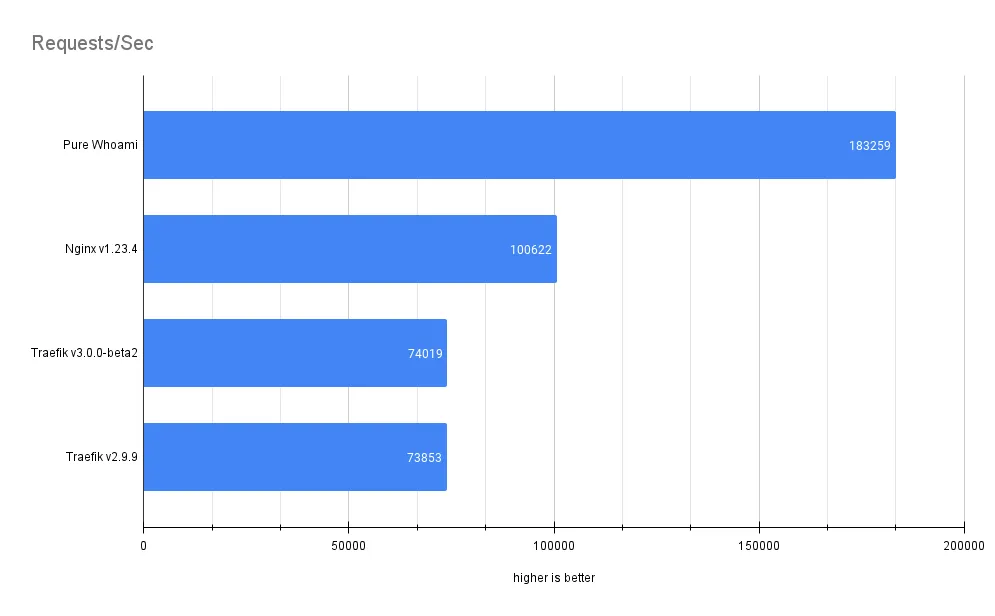 Requests/Sec
Pure Whoami
183259
Nginx v1.23.4
100622
Traefik v3.0.0-beta2
74019
Traefik v2.9.9
73853
0
50000
100000
150000
200000
higher is better